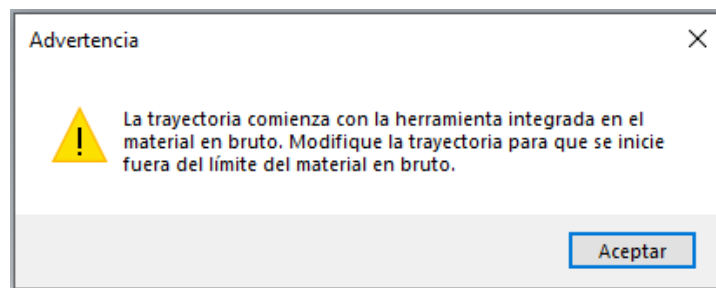 Advertencia
La trayectoria comienza con la herramienta integrada en el
material en bruto. Modifique la trayectoria para que se inicie
fuera del límite del material en bruto.
Aceptar